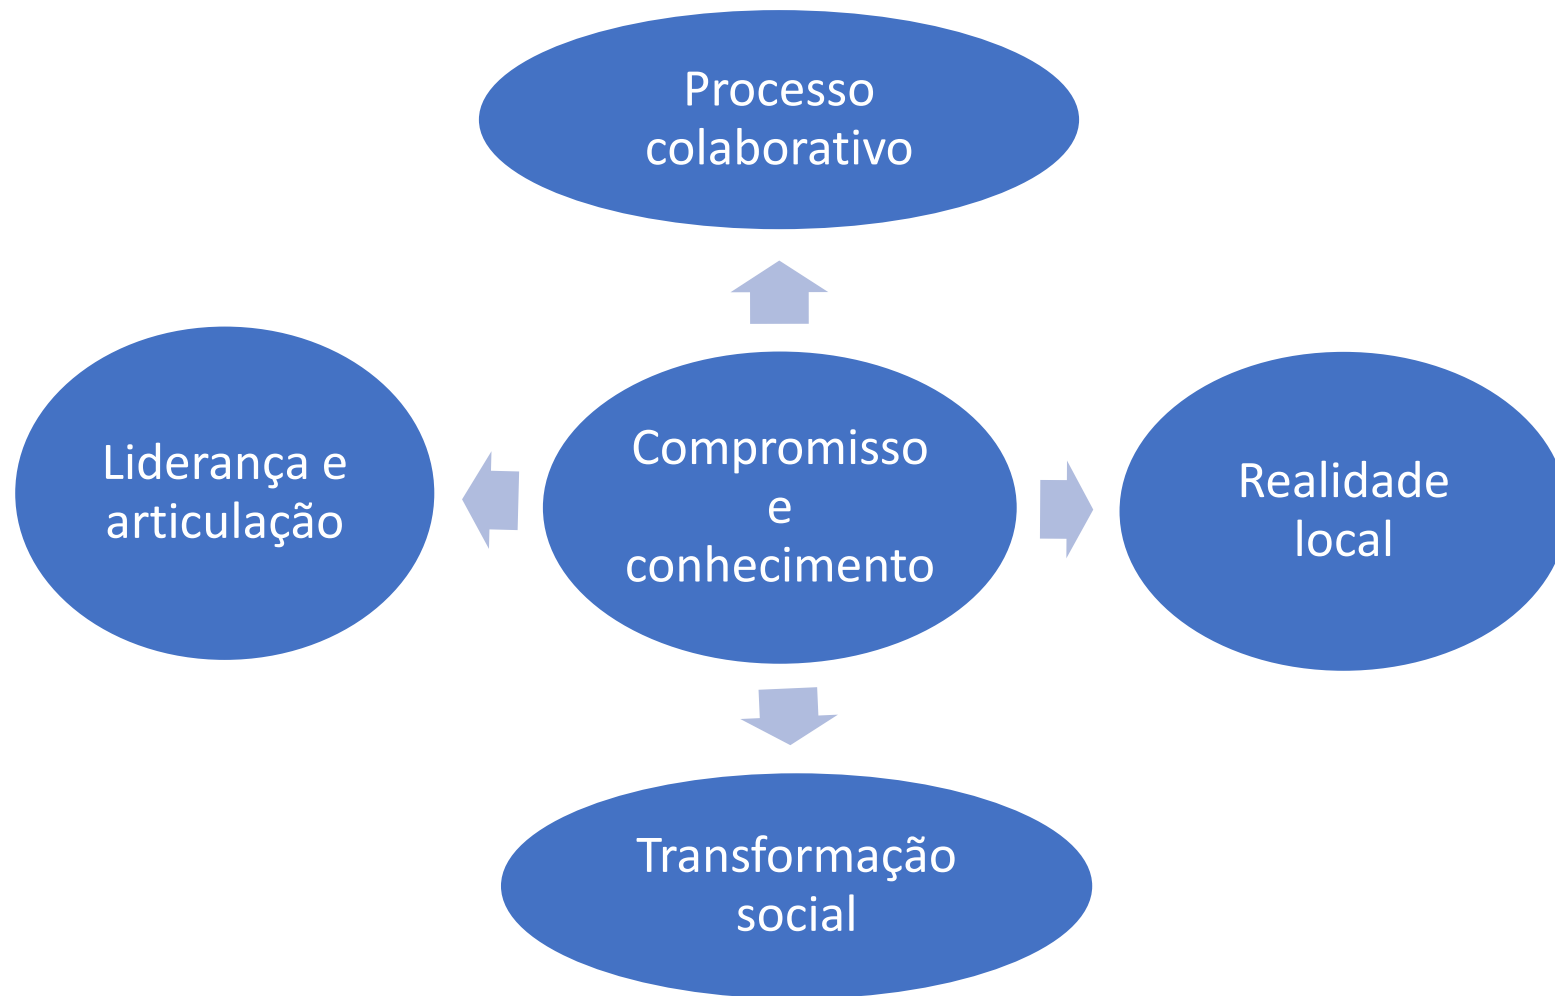 Processo
colaborativo
Liderança e
articulação
Compromisso
e
conhecimento
Realidade
local
Transformação
social